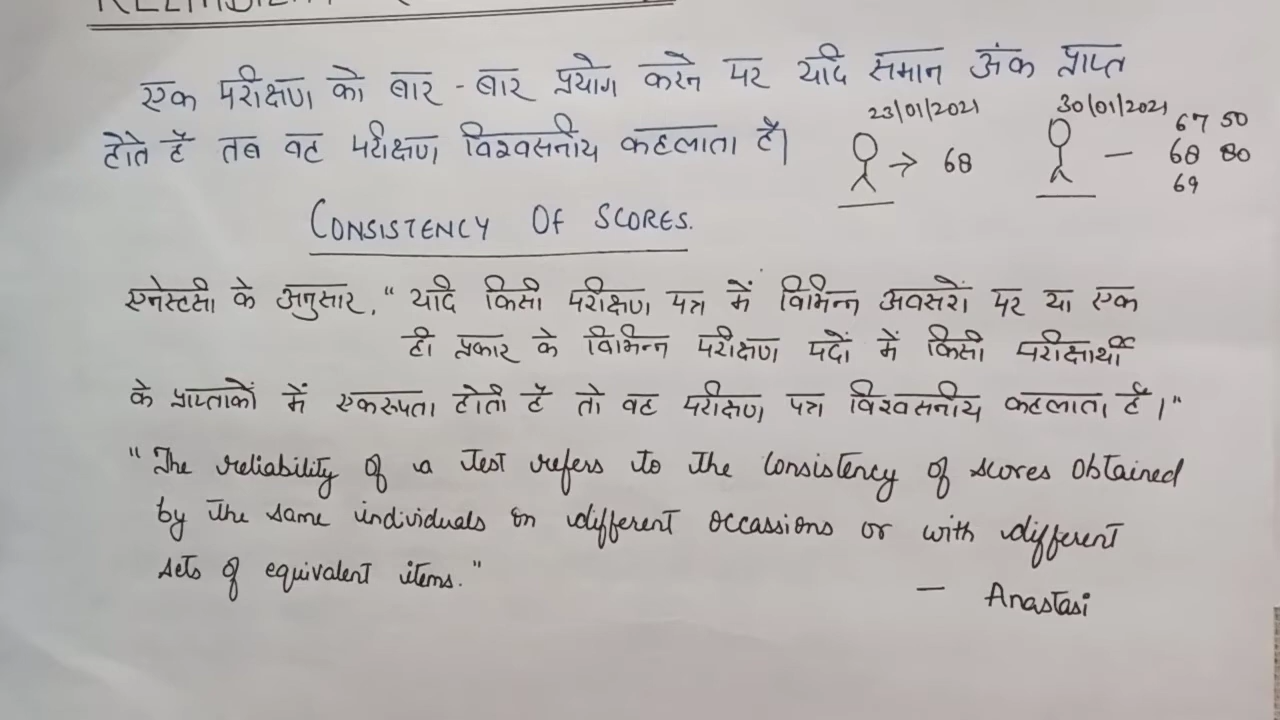 एक परीक्षण को बार - बार प्रयोग करने पर यदि समान अंक प्राप्त
होते हैं तब वह परीक्षण विश्वसनीय कहलाता है।
23/01/2021
→ 68
30/01/2021
67 50
— 68 80
69
CONSISTENCY OF SCORES.
एनेस्टसी के अनुसार, " यदि किसी परीक्षण पत्र में विभिन्न अवसरों पर या एक
ही प्रकार के विभिन्न परीक्षण पदों में किसी परीक्षार्थी
के प्राप्ताकों में एकरूपता होती है तो वह परीक्षण पत्र विश्वसनीय कहलाता है।"
" The reliability of a test refers to the consistency of scores obtained
by the same individuals on different occassions or with different
sets of equivalent items."
— Anastasi